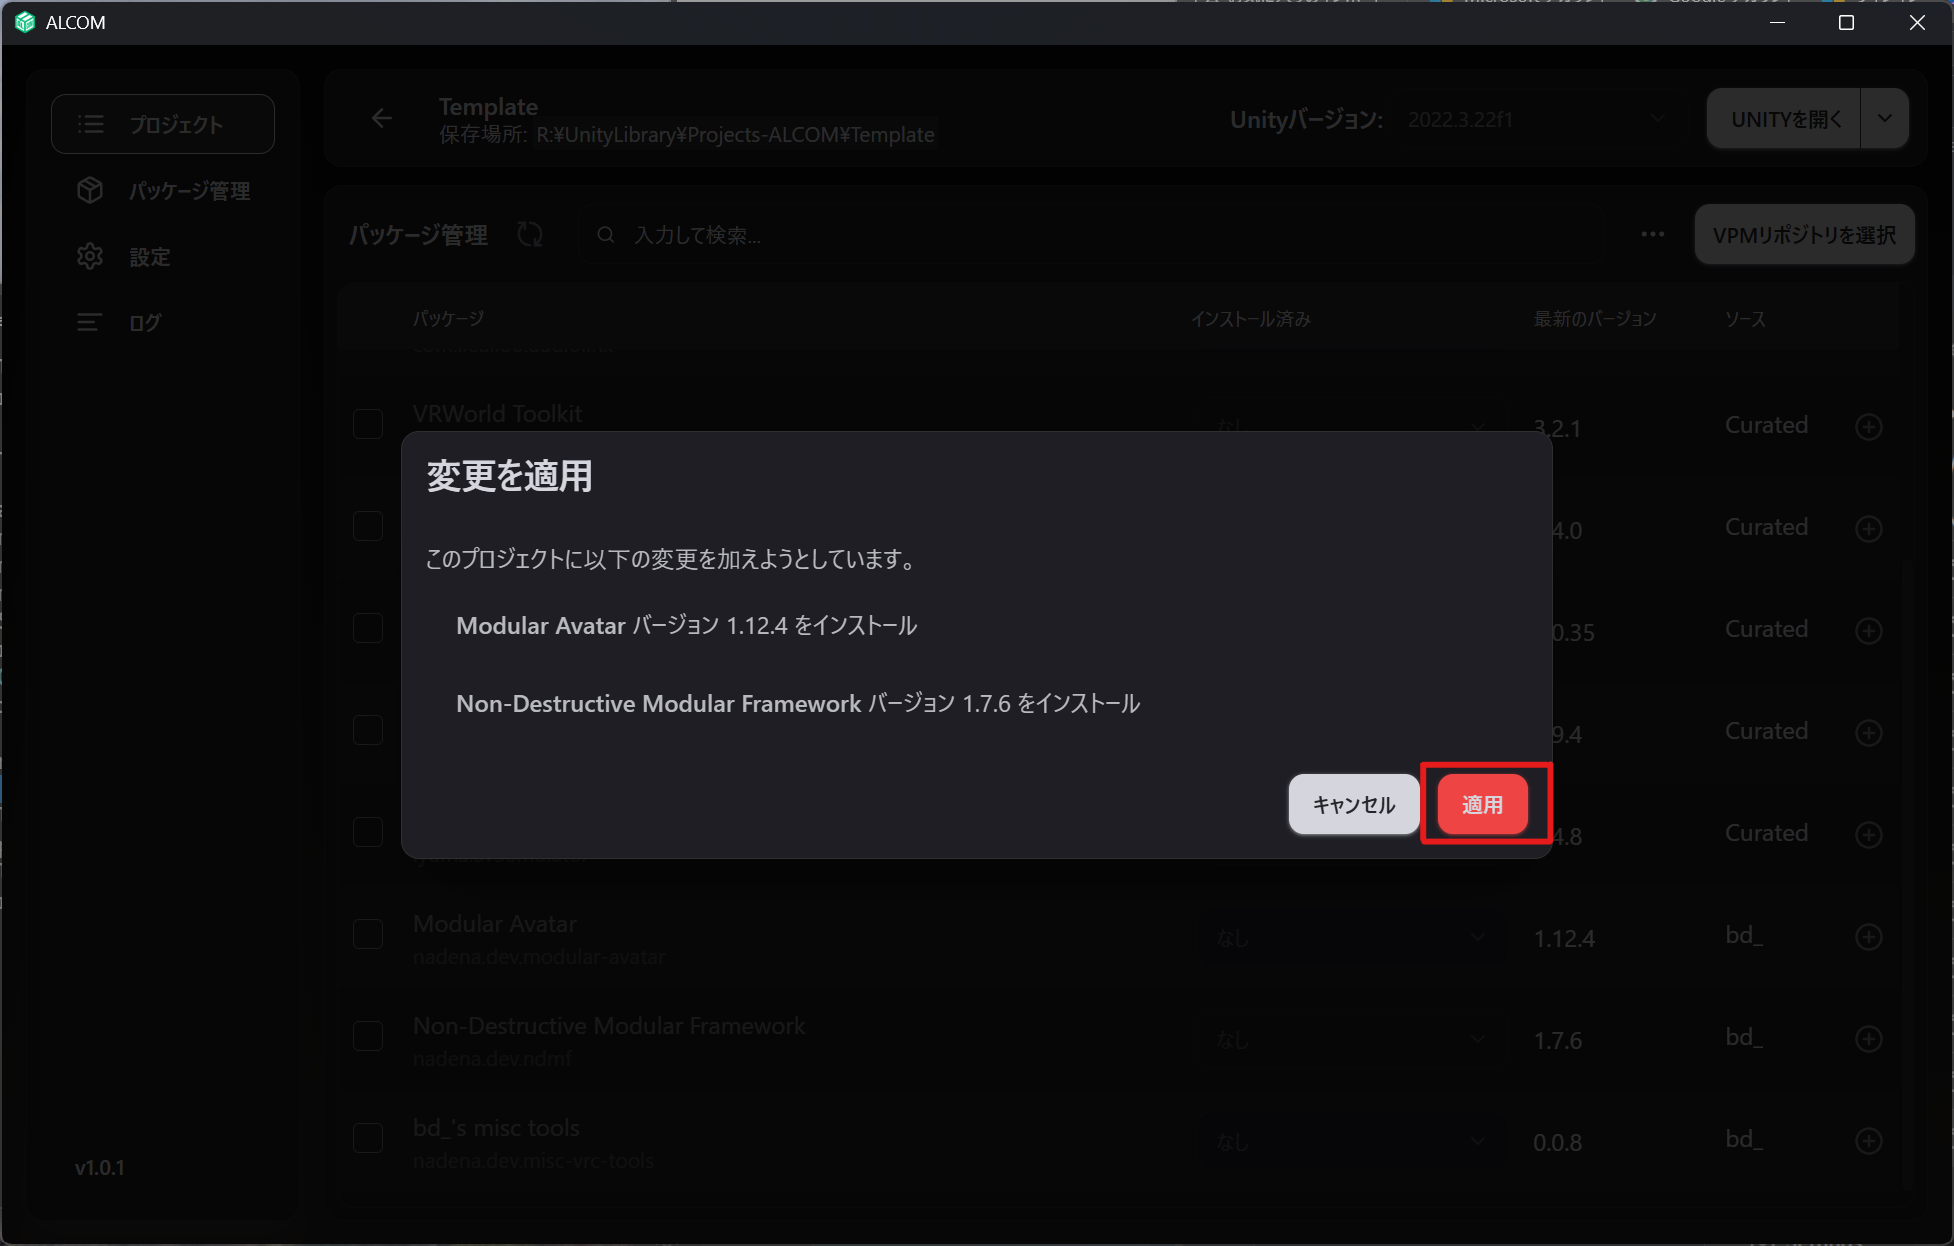 ALCOM
プロジェクト
パッケージ管理
設定
ログ
v1.0.1
Template
保存場所: R:¥UnityLibrary¥Projects-ALCOM¥Template
Unityバージョン: 2022.3.22f1
UNITYを開く
パッケージ管理
入力して検索...
VPMリポジトリを選択
パッケージ インストール済み 最新のバージョン ソース
VRWorld Toolkit なし 3.2.1 Curated
4.0 Curated
0.35 Curated
9.4 Curated
4.8 Curated
変更を適用
このプロジェクトに以下の変更を加えようとしています。
Modular Avatar バージョン 1.12.4 をインストール
Non-Destructive Modular Framework バージョン 1.7.6 をインストール
キャンセル
適用
Modular Avatar なし 1.12.4 bd_
nadena.dev.modular-avatar
Non-Destructive Modular Framework なし 1.7.6 bd_
nadena.dev.ndmf
bd_'s misc tools なし 0.0.8 bd_
nadena.dev.misc-vrc-tools